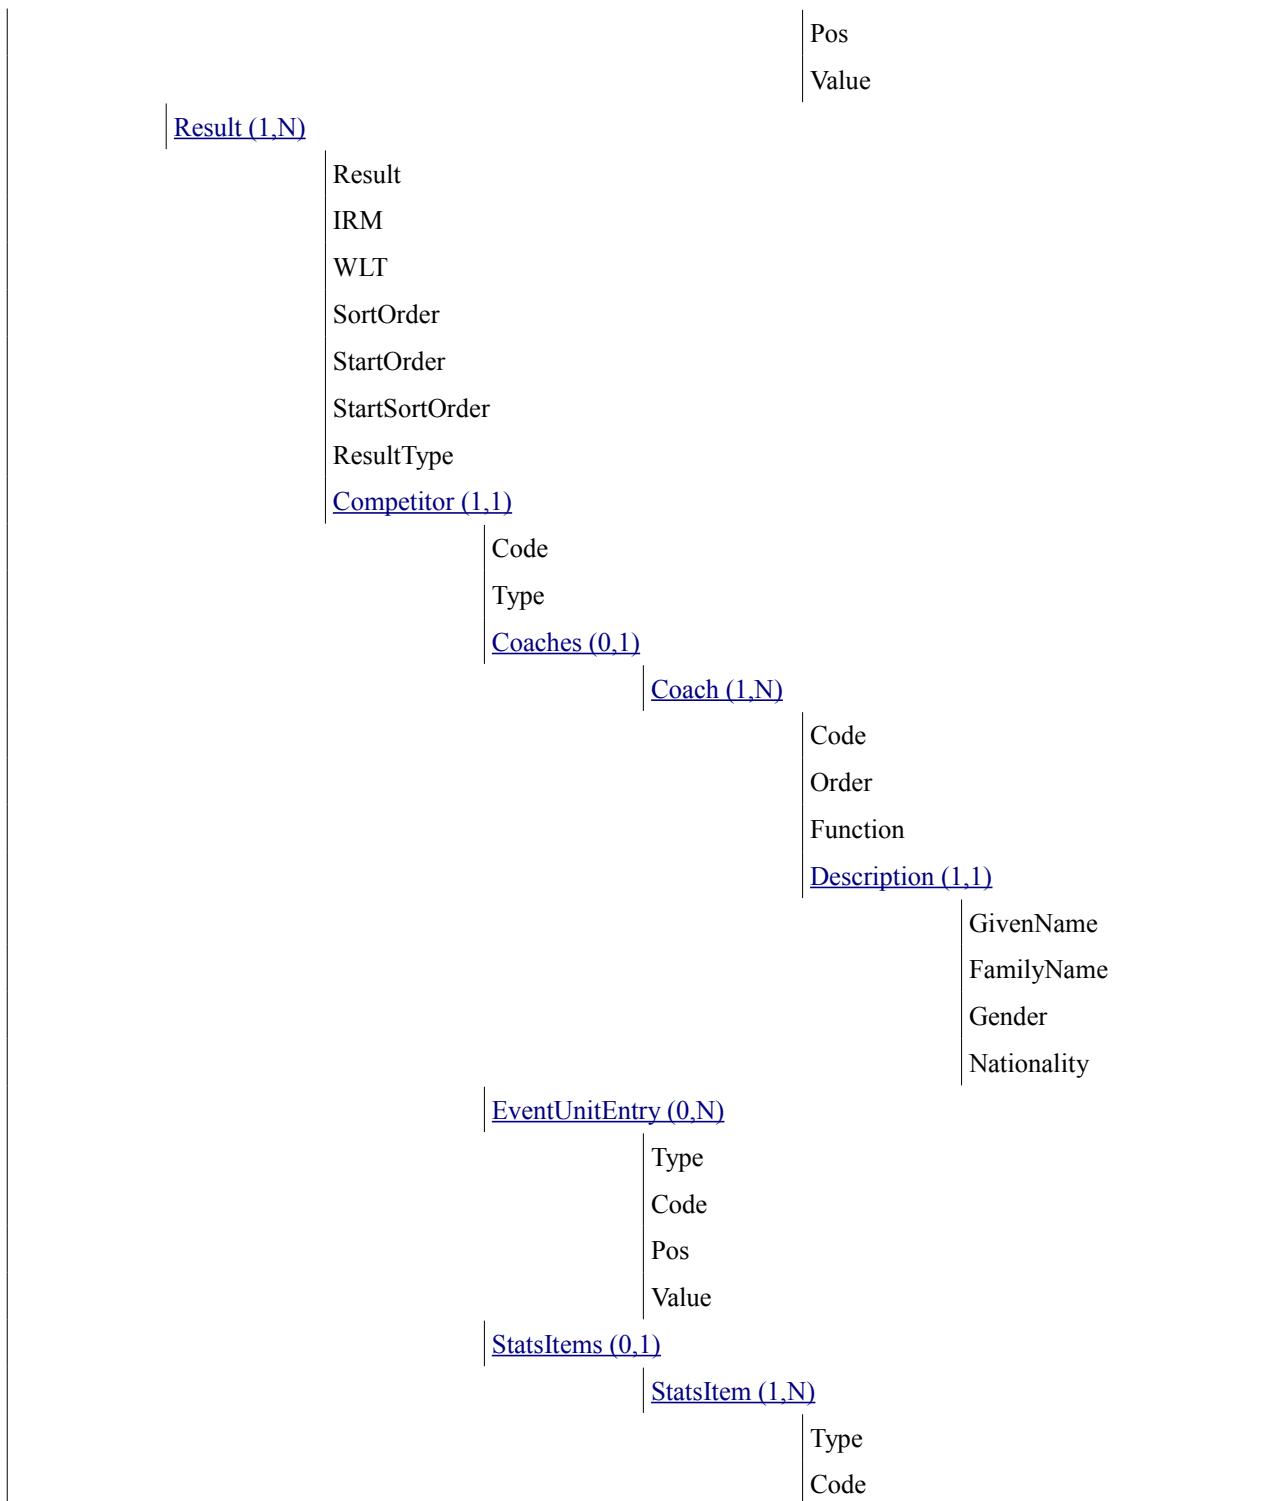 Pos
Value
Result (1,N)
Result
IRM
WLT
SortOrder
StartOrder
StartSortOrder
ResultType
Competitor (1,1)
Code
Type
Coaches (0,1)
Coach (1,N)
Code
Order
Function
Description (1,1)
GivenName
FamilyName
Gender
Nationality
EventUnitEntry (0,N)
Type
Code
Pos
Value
StatsItems (0,1)
StatsItem (1,N)
Type
Code